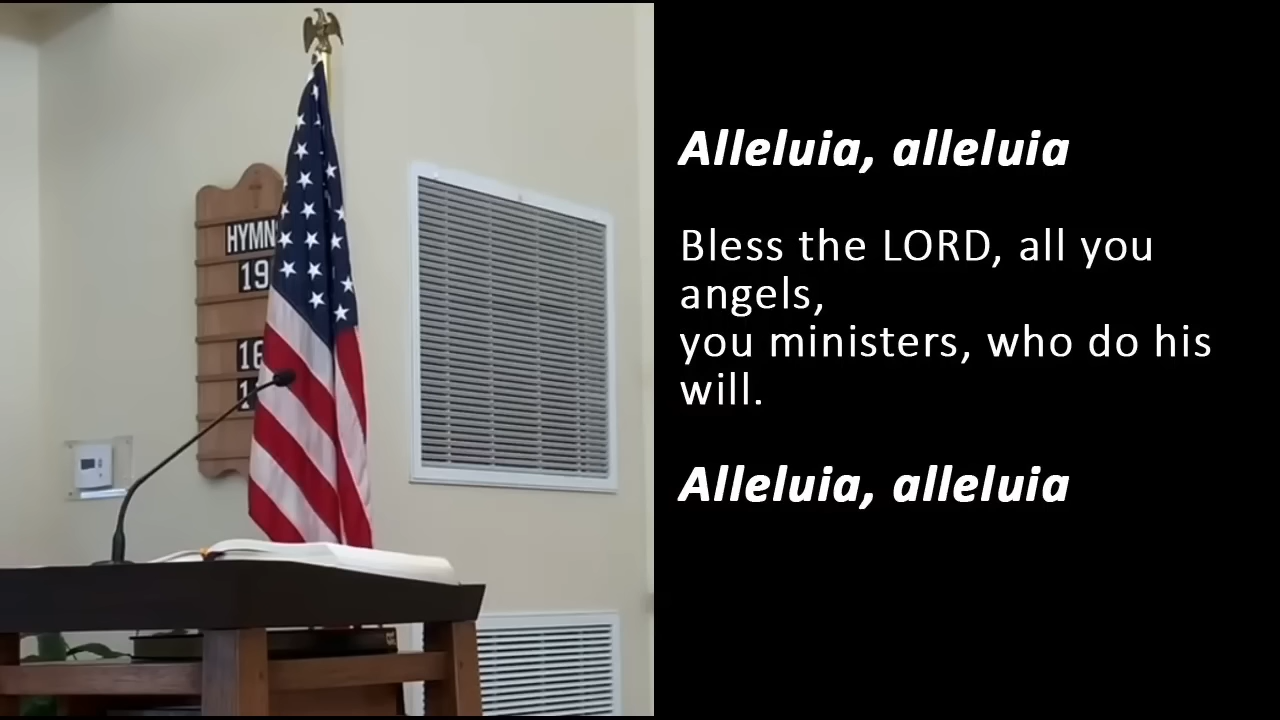 HYMN
19
16
Alleluia, alleluia
Bless the LORD, all you
angels,
you ministers, who do his
will.
Alleluia, alleluia